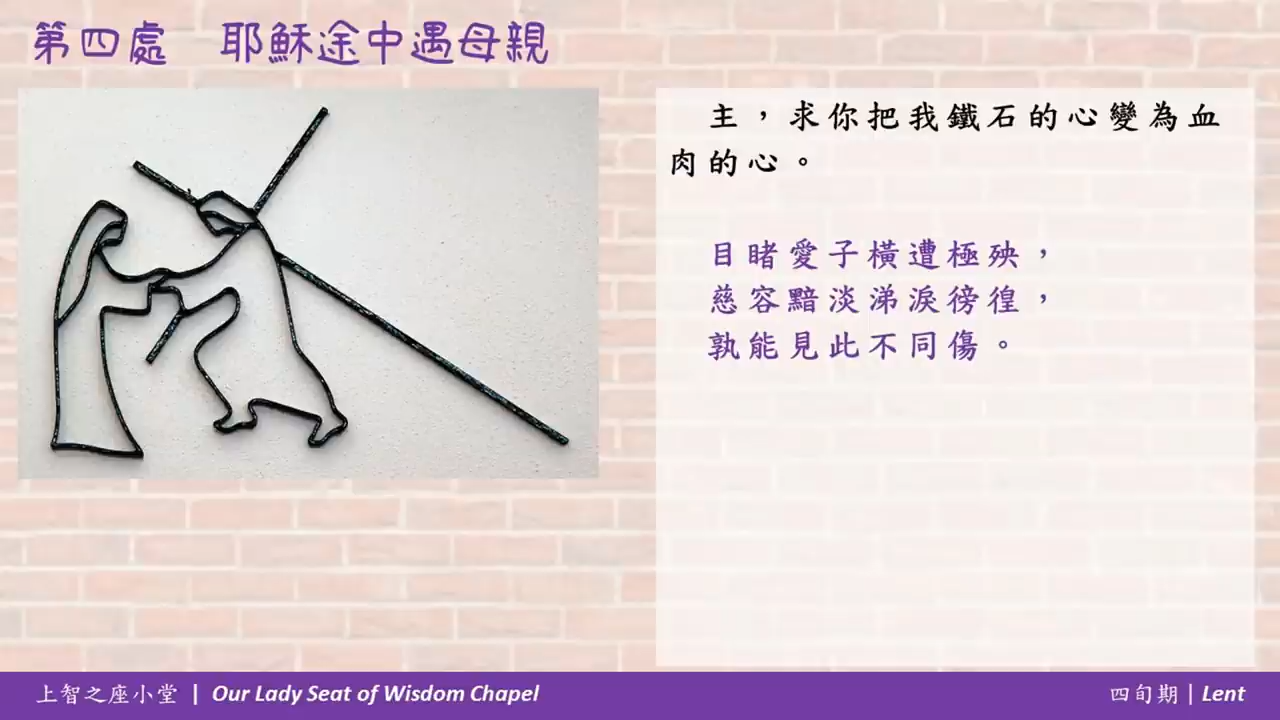 第四處　耶穌途中遇母親
主，求你把我鐵石的心變為血
肉的心。
目睹愛子橫遭極殃，
慈容黯淡涕淚徬徨，
孰能見此不同傷。
上智之座小堂 | Our Lady Seat of Wisdom Chapel
四旬期 | Lent